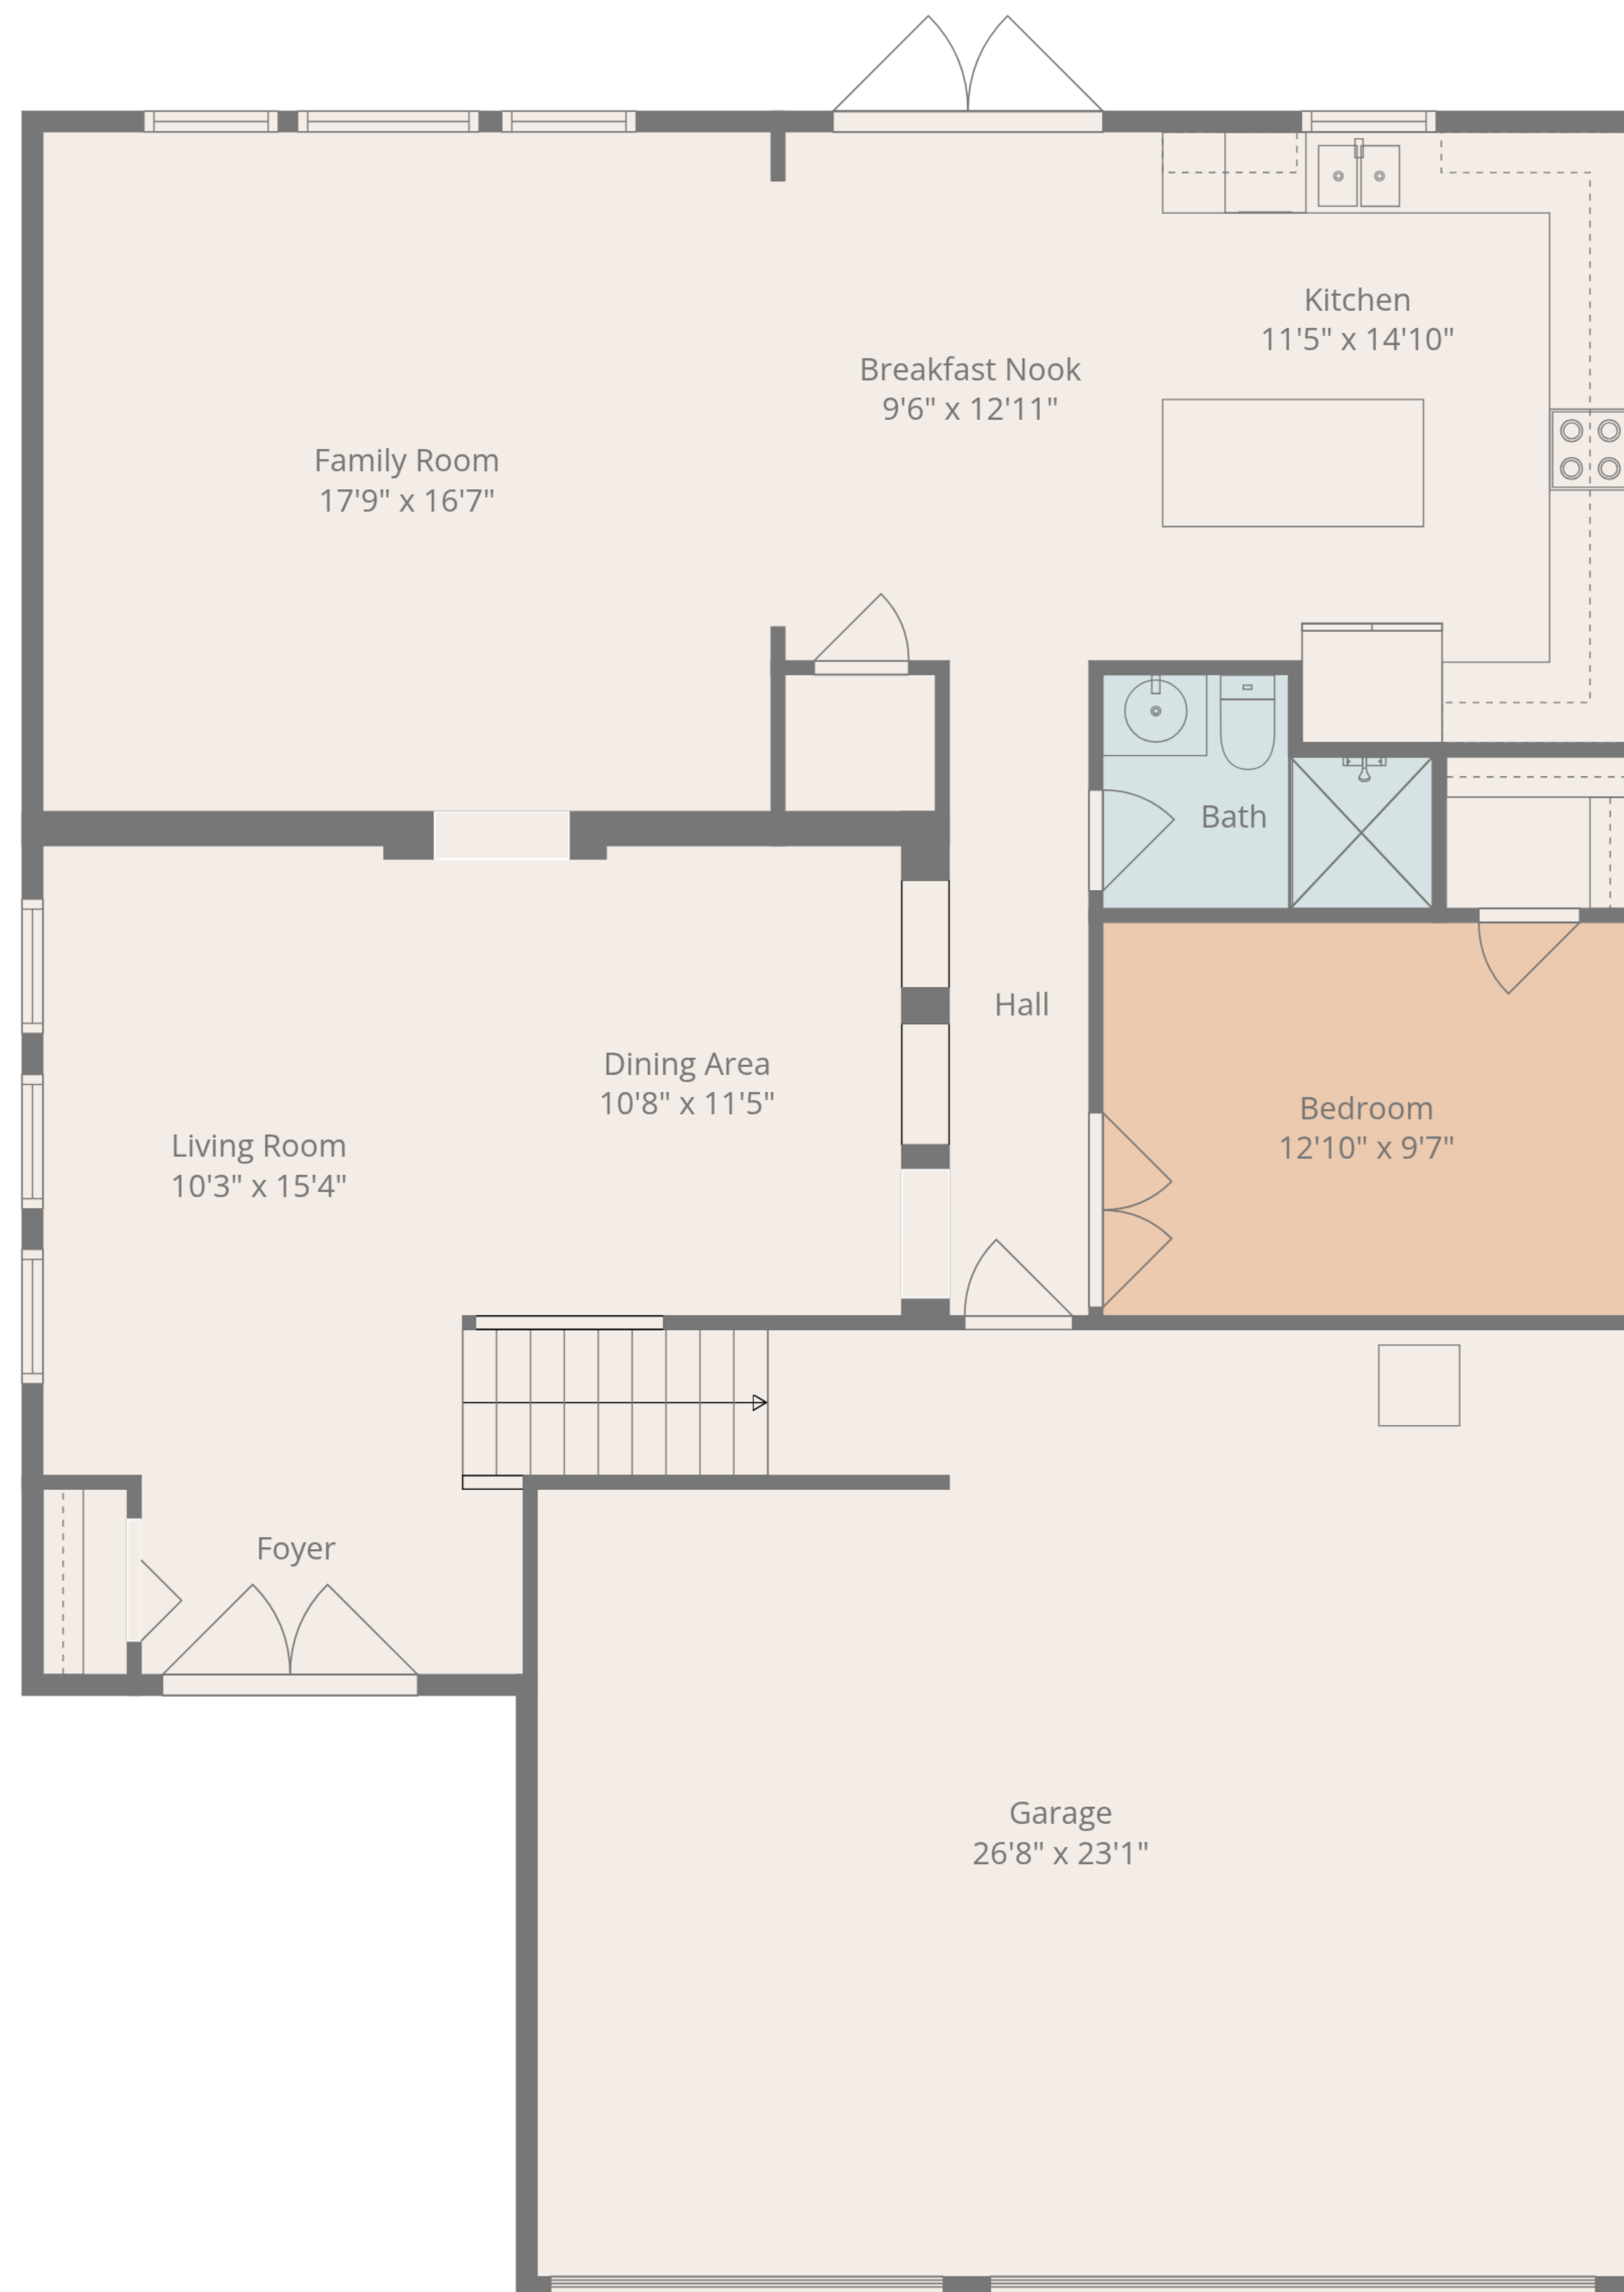 Kitchen
11'5" x 14'10"
Breakfast Nook
9'6" x 12'11"
Family Room
17'9" x 16'7"
Bath
Hall
Dining Area
10'8" x 11'5"
Bedroom
12'10" x 9'7"
Living Room
10'3" x 15'4"
Foyer
Garage
26'8" x 23'1"